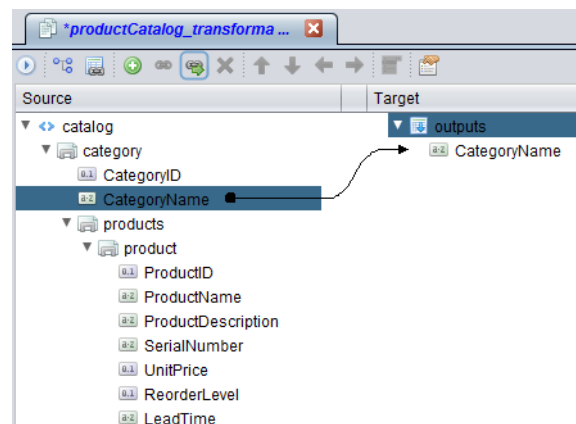 *productCatalog_transforma ...
Source Target
catalog outputs
category CategoryName
CategoryID
CategoryName
products
product
ProductID
ProductName
ProductDescription
SerialNumber
UnitPrice
ReorderLevel
LeadTime